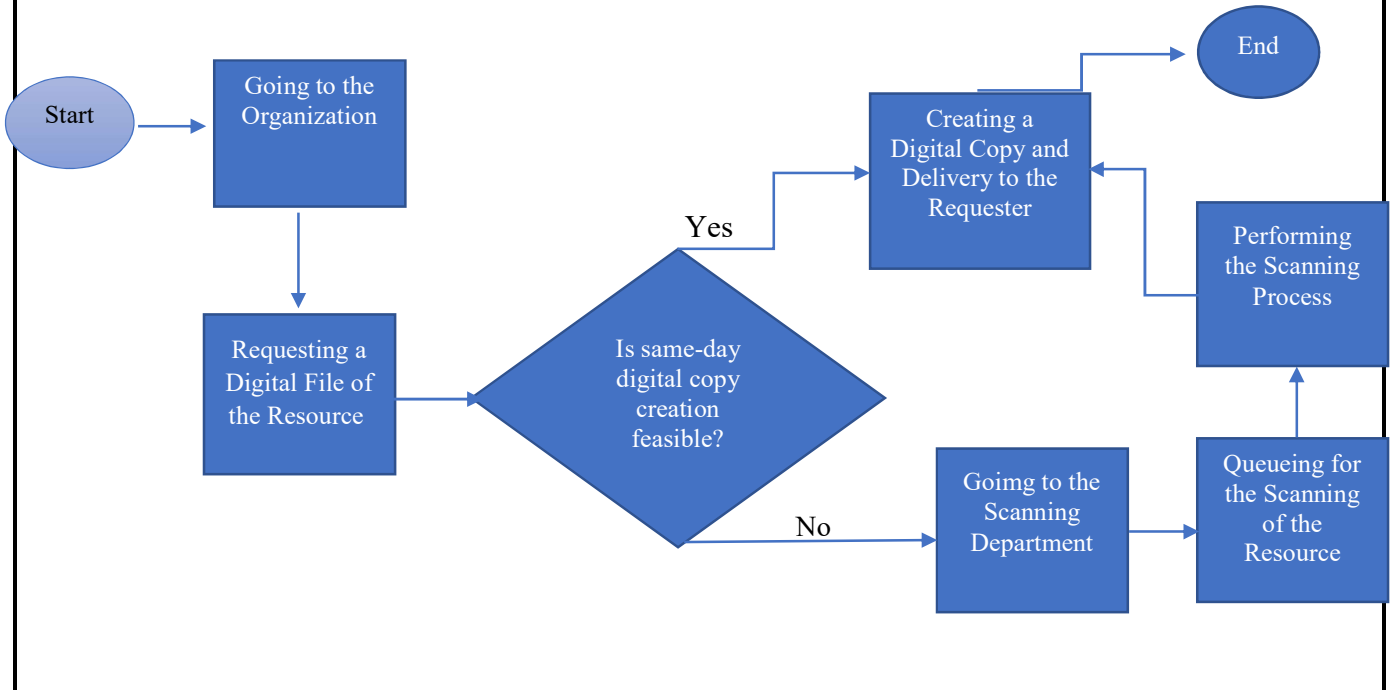 Start
Going to the
Organization
Requesting a
Digital File of
the Resource
Is same-day
digital copy
creation
feasible?
Yes
Creating a
Digital Copy and
Delivery to the
Requester
End
No
Goimg to the
Scanning
Department
Queueing for
the Scanning
of the
Resource
Performing
the Scanning
Process